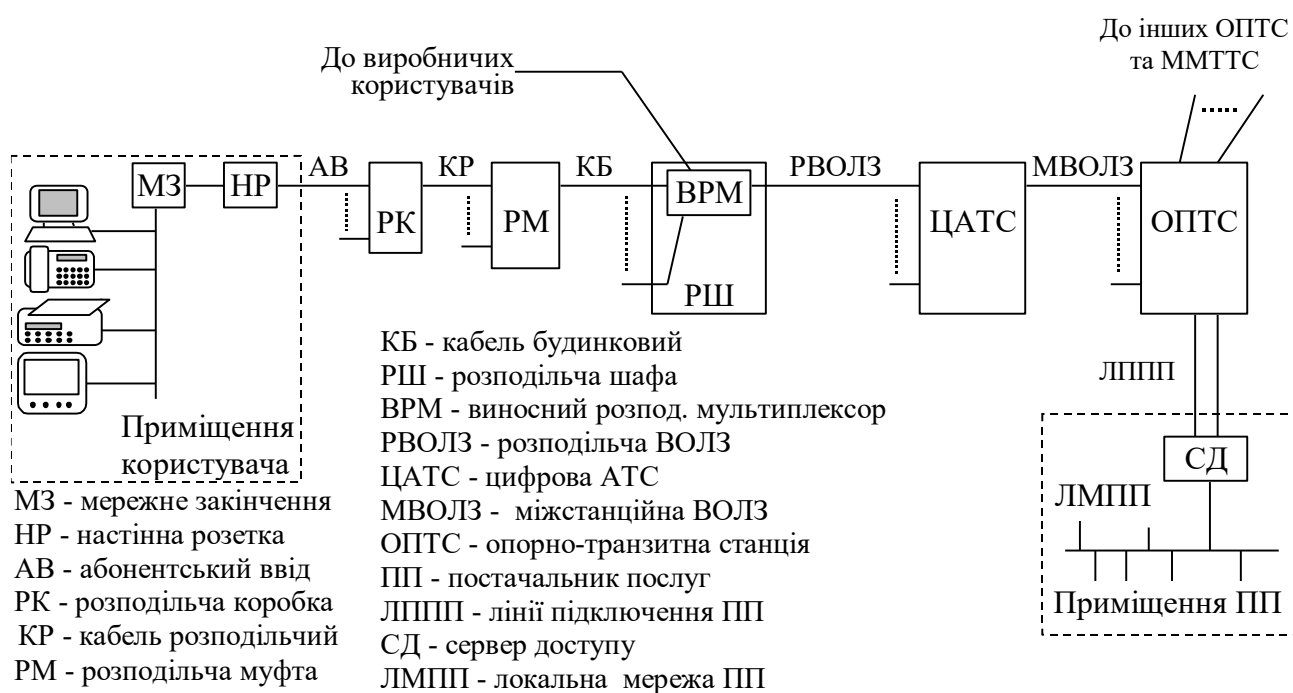 До інших ОПТС
та ММТТС
До виробничих
користувачів
МЗ
НР
АВ
РК
КР
РМ
КБ
ВРМ
РШ
РВОЛЗ
ЦАТС
МВОЛЗ
ОПТС
Приміщення
користувача
МЗ - мережне закінчення
НР - настінна розетка
АВ - абонентський ввід
РК - розподільча коробка
КР - кабель розподільчий
РМ - розподільча муфта
КБ - кабель будинковий
РШ - розподільча шафа
ВРМ - виносний розпод. мультиплексор
РВОЛЗ - розподільча ВОЛЗ
ЦАТС - цифрова АТС
МВОЛЗ - міжстанційна ВОЛЗ
ОПТС - опорно-транзитна станція
ПП - постачальник послуг
ЛППП - лінії підключення ПП
СД - сервер доступу
ЛМПП - локальна мережа ПП
ЛППП
СД
ЛМПП
Приміщення ПП